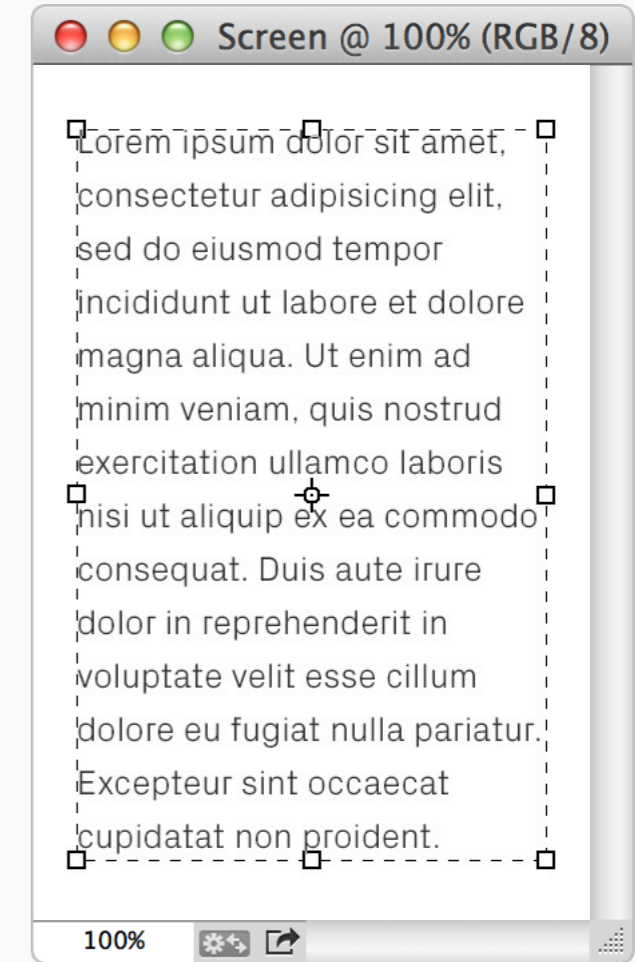 Screen @ 100% (RGB/8)
Lorem ipsum dolor sit amet,
consectetur adipisicing elit,
sed do eiusmod tempor
incididunt ut labore et dolore
magna aliqua. Ut enim ad
minim veniam, quis nostrud
exercitation ullamco laboris
nisi ut aliquip ex ea commodo
consequat. Duis aute irure
dolor in reprehenderit in
voluptate velit esse cillum
dolore eu fugiat nulla pariatur.
Excepteur sint occaecat
cupidatat non proident.
100%